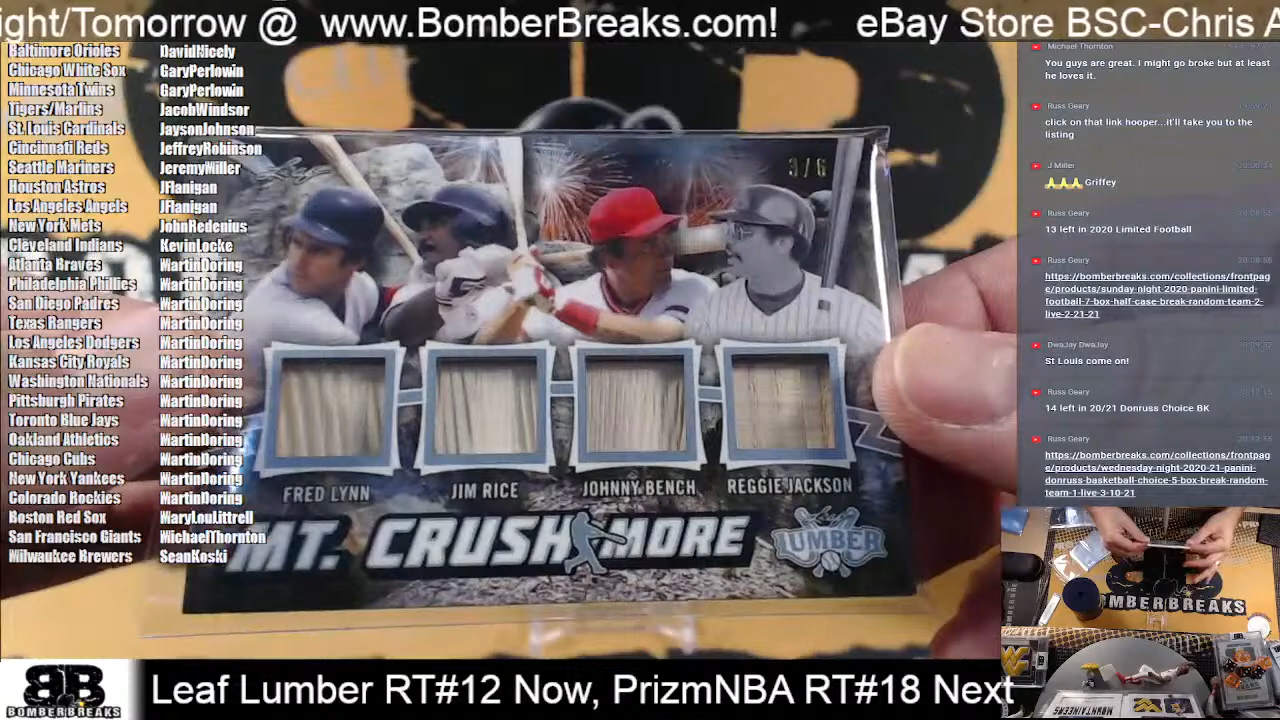 ight/Tomorrow @ www.BomberBreaks.com! eBay Store BSC-Chris A
Baltimore Orioles DavidNicely
Chicago White Sox GaryPerlowin
Minnesota Twins GaryPerlowin
Tigers/Marlins JacobWindsor
St. Louis Cardinals JaysonJohnson
Cincinnati Reds JeffreyRobinson
Seattle Mariners JeremyMiller
Houston Astros JFlanigan
Los Angeles Angels JFlanigan
New York Mets JohnRedenius
Cleveland Indians KevinLocke
Atlanta Braves MartinDoring
Philadelphia Phillies MartinDoring
San Diego Padres MartinDoring
Texas Rangers MartinDoring
Los Angeles Dodgers MartinDoring
Kansas City Royals MartinDoring
Washington Nationals MartinDoring
Pittsburgh Pirates MartinDoring
Toronto Blue Jays MartinDoring
Oakland Athletics MartinDoring
Chicago Cubs MartinDoring
New York Yankees MartinDoring
Colorado Rockies MartinDoring
Boston Red Sox WaryLouLittrell
San Francisco Giants MichaelThornton
Milwaukee Brewers SeanKoski
3/6
FRED LYNN
JIM RICE
JOHNNY BENCH
REGGIE JACKSON
MT. CRUSHMORE
LUMBER
Michael Thornton
You guys are great. I might go broke but at least
he loves it.
Russ Geary
click on that link hooper...it'll take you to the
listing
J Miller
Griffey
Russ Geary
13 left in 2020 Limited Football
Russ Geary
https://bomberbreaks.com/collections/frontpag
e/products/sunday-night-2020-panini-limited-
football-7-box-half-case-break-random-team-2-
live-2-21-21
DwaJay DwaJay
St Louis come on!
Russ Geary
14 left in 20/21 Donruss Choice BK
Russ Geary
https://bomberbreaks.com/collections/frontpag
e/products/wednesday-night-2020-21-panini-
donruss-basketball-choice-5-box-break-random-
team-1-live-3-10-21
BOMBERBREAKS
MOUNTAINEERS
BB
BOMBERBREAKS
Leaf Lumber RT#12 Now, PrizmNBA RT#18 Next